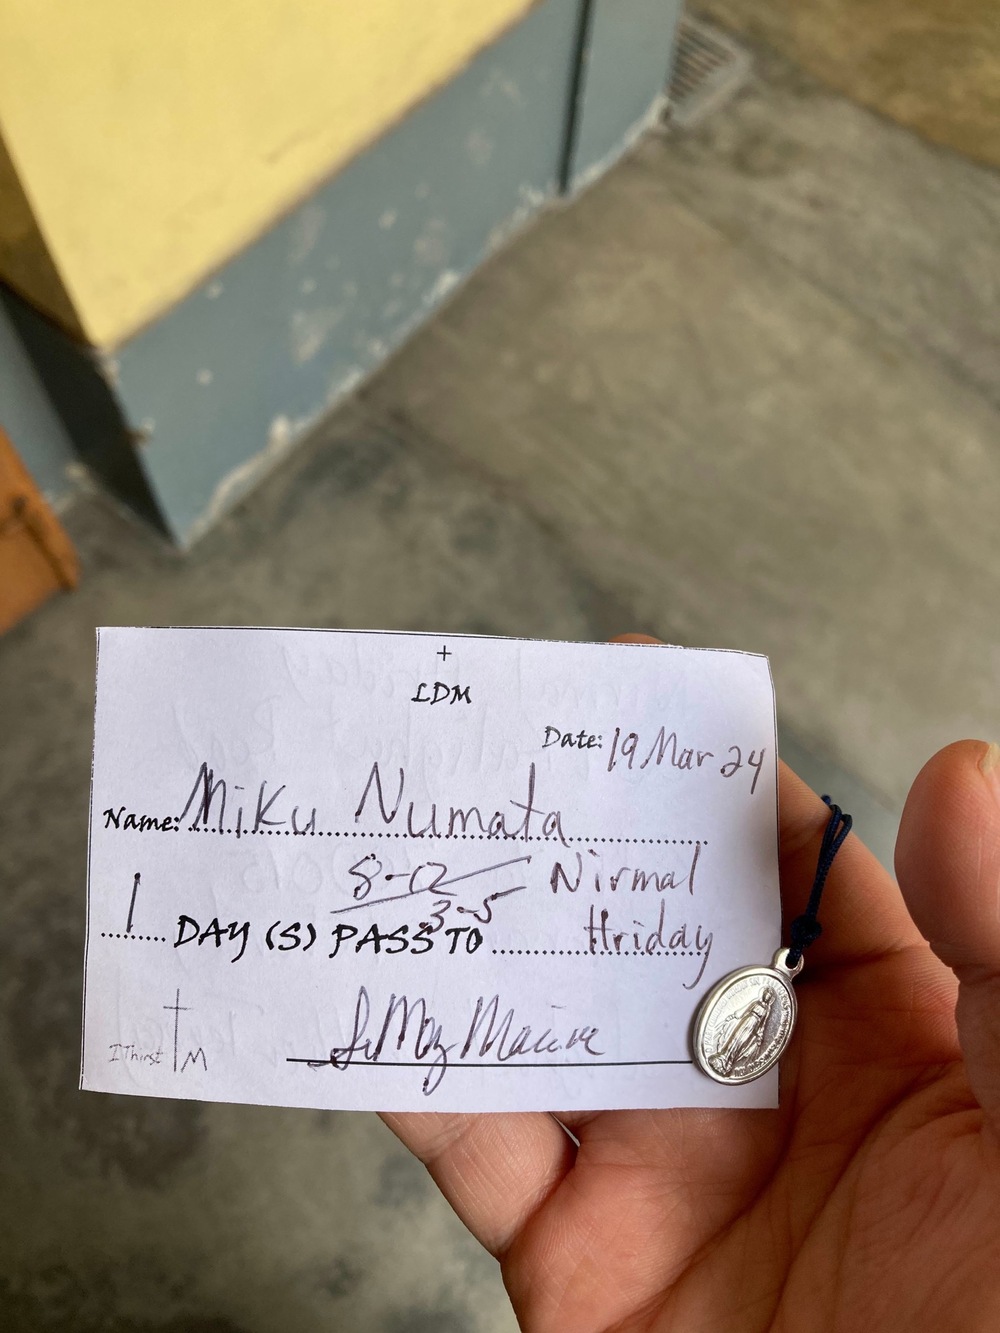 +
LDM
Date: 19 Mar 24
Name: Miku Numata
8-12 Nirmal
3-5
1 DAY (S) PASS TO Hriday
I Thirst M